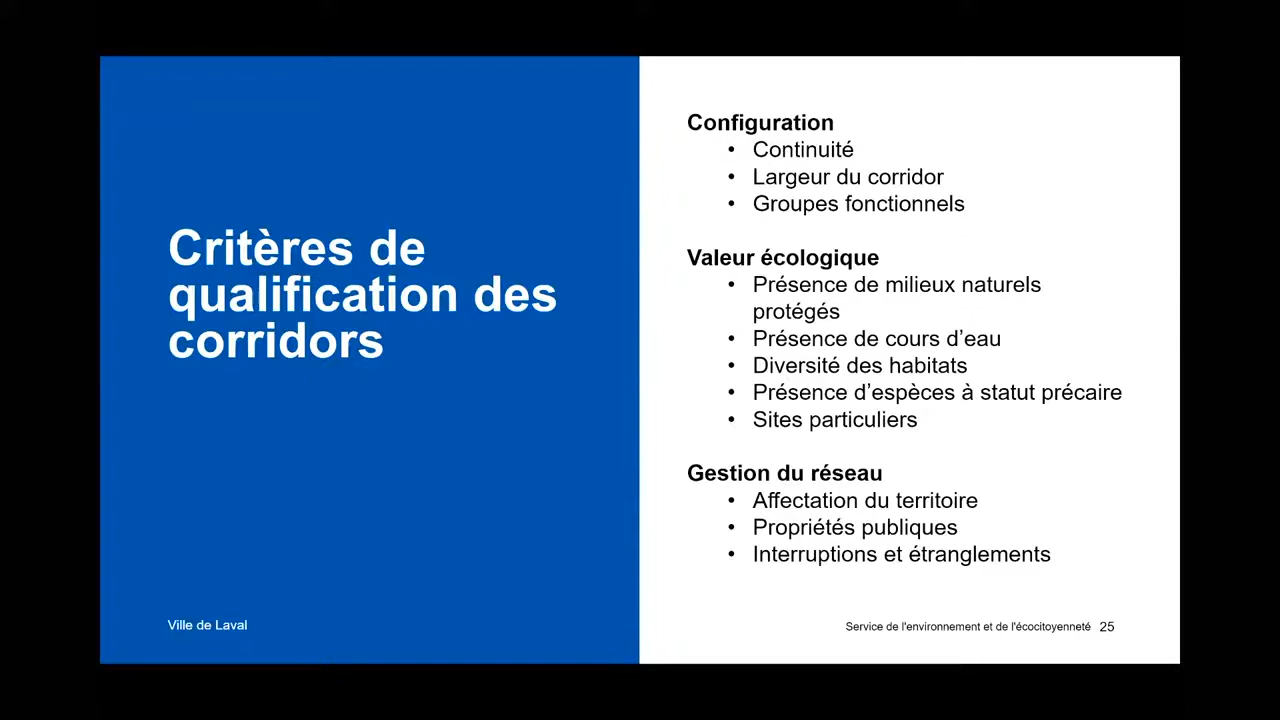 Critères de
qualification des
corridors
Ville de Laval
Configuration
• Continuité
• Largeur du corridor
• Groupes fonctionnels
Valeur écologique
• Présence de milieux naturels
protégés
• Présence de cours d'eau
• Diversité des habitats
• Présence d'espèces à statut précaire
• Sites particuliers
Gestion du réseau
• Affectation du territoire
• Propriétés publiques
• Interruptions et étranglements
Service de l'environnement et de l'écocitoyenneté 25